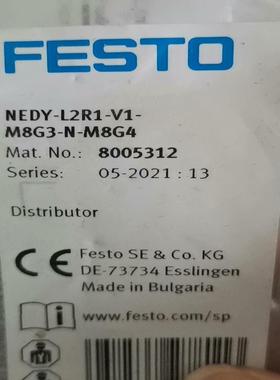 FESTO
NEDY-L2R1-V1-
M8G3-N-M8G4
Mat. No.: 8005312
Series: 05-2021 : 13
Distributor
CE Festo SE & Co. KG
DE-73734 Esslingen
Made in Bulgaria
i www.festo.com/sp